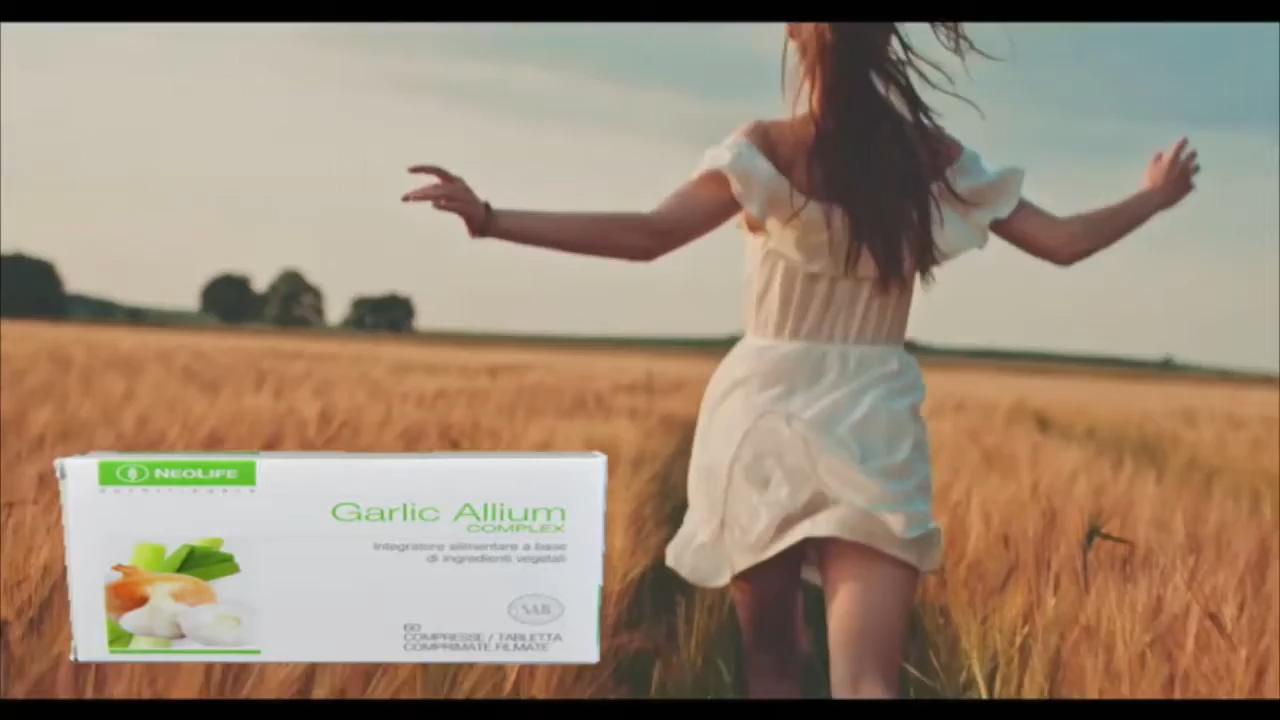 NEOLIFE
Garlic Allium
COMPLEX
Integratore alimentare a base
di ingredienti vegetali
SAB
60
COMPRESSE / TABLETTA
COMPRIMATE FILMATE